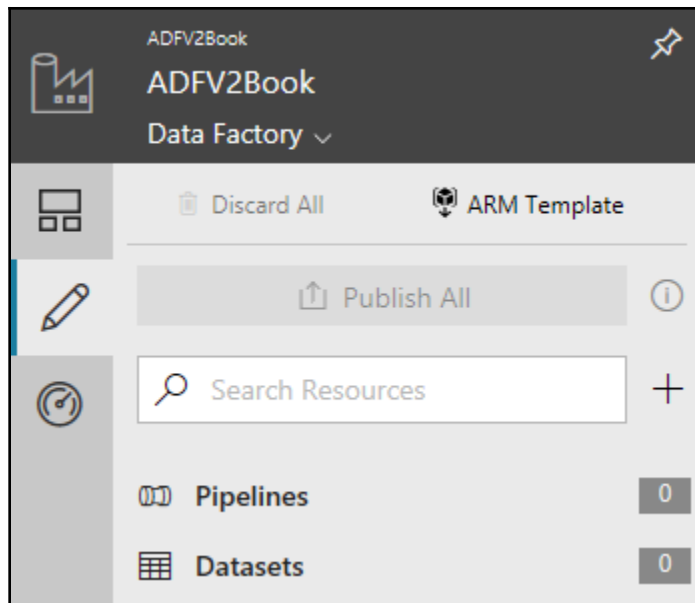 ADFV2Book
ADFV2Book
Data Factory
Discard All ARM Template
Publish All
Search Resources
Pipelines 0
Datasets 0